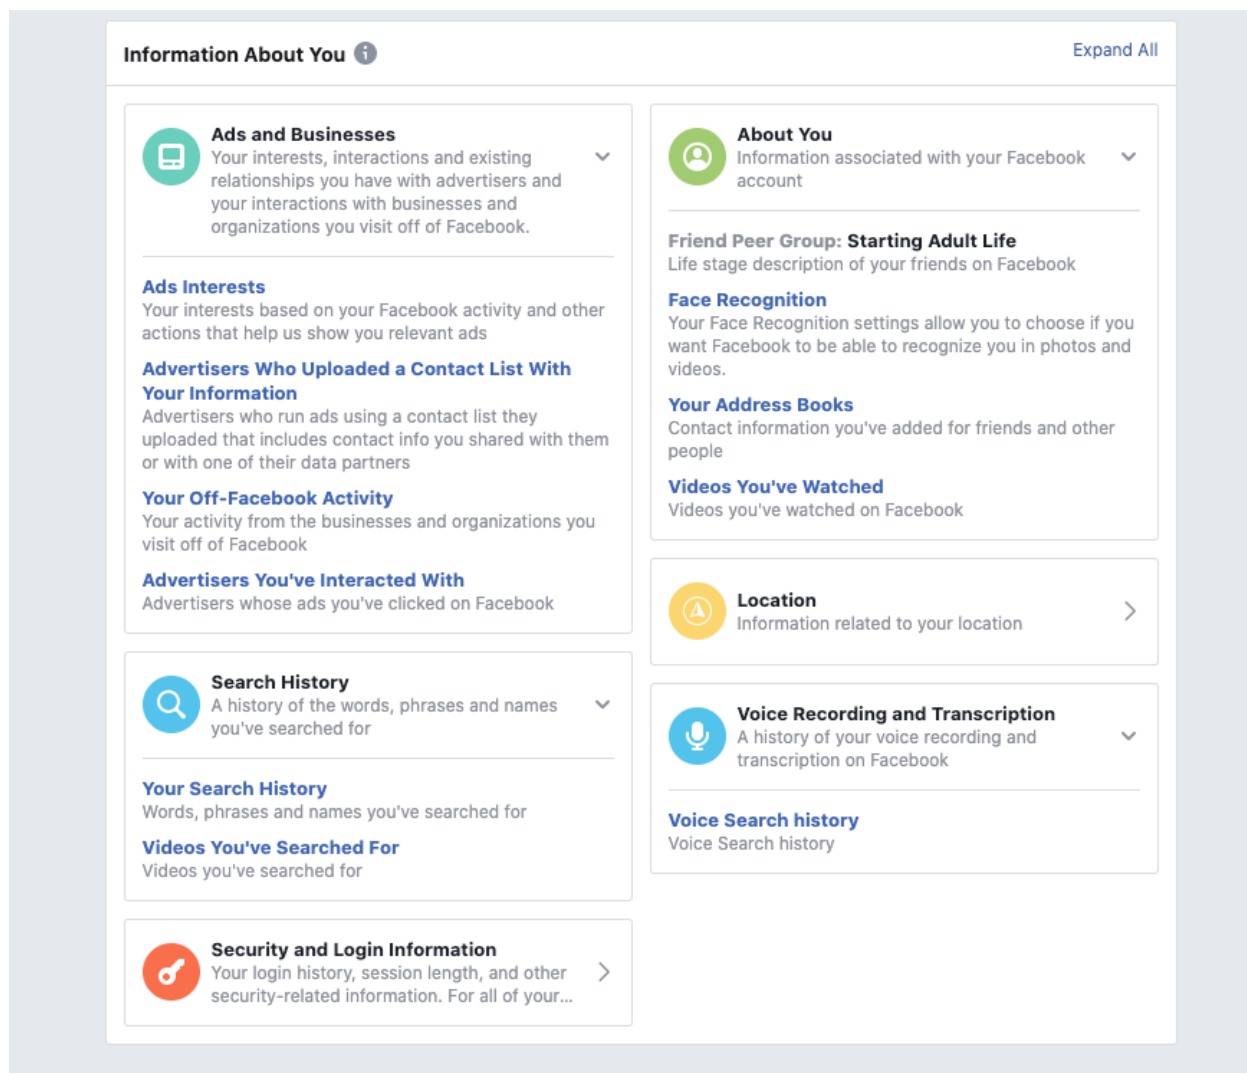 Information About You
Expand All
Ads and Businesses
Your interests, interactions and existing
relationships you have with advertisers and
your interactions with businesses and
organizations you visit off of Facebook.
Ads Interests
Your interests based on your Facebook activity and other
actions that help us show you relevant ads
Advertisers Who Uploaded a Contact List With
Your Information
Advertisers who run ads using a contact list they
uploaded that includes contact info you shared with them
or with one of their data partners
Your Off-Facebook Activity
Your activity from the businesses and organizations you
visit off of Facebook
Advertisers You've Interacted With
Advertisers whose ads you've clicked on Facebook
Search History
A history of the words, phrases and names
you've searched for
Your Search History
Words, phrases and names you've searched for
Videos You've Searched For
Videos you've searched for
Security and Login Information
Your login history, session length, and other
security-related information. For all of your...
About You
Information associated with your Facebook
account
Friend Peer Group: Starting Adult Life
Life stage description of your friends on Facebook
Face Recognition
Your Face Recognition settings allow you to choose if you
want Facebook to be able to recognize you in photos and
videos.
Your Address Books
Contact information you've added for friends and other
people
Videos You've Watched
Videos you've watched on Facebook
Location
Information related to your location
Voice Recording and Transcription
A history of your voice recording and
transcription on Facebook
Voice Search history
Voice Search history